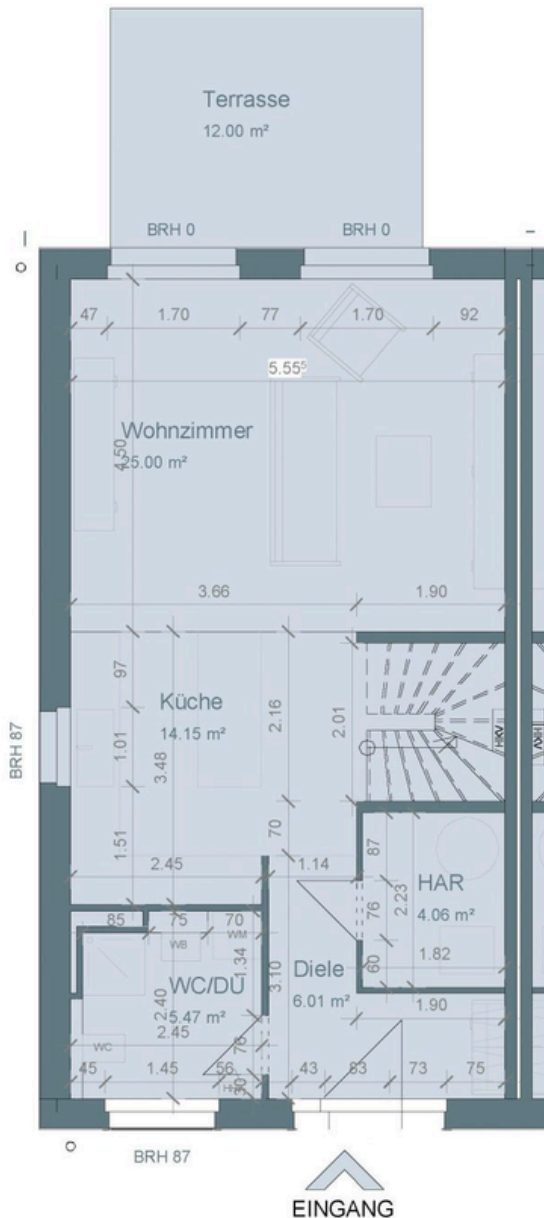 Terrasse
12.00 m²
BRH 0 BRH 0
47 1.70 77 1.70 92
5.55⁵
Wohnzimmer
25.00 m²
4.50
3.66 1.90
97
Küche
14.15 m²
2.16
2.01
HKV HKV
BRH 87
1.01
3.48
1.51
70
87
2.45 1.14
HAR
4.06 m²
76
2.23
85 75 70
WB WM
1.34
1.82
60
WC/DU
5.47 m²
3.10
Diele
6.01 m²
2.40
2.45
1.90
WC
76
45 1.45 56 43 83 73 75
30
BRH 87
EINGANG